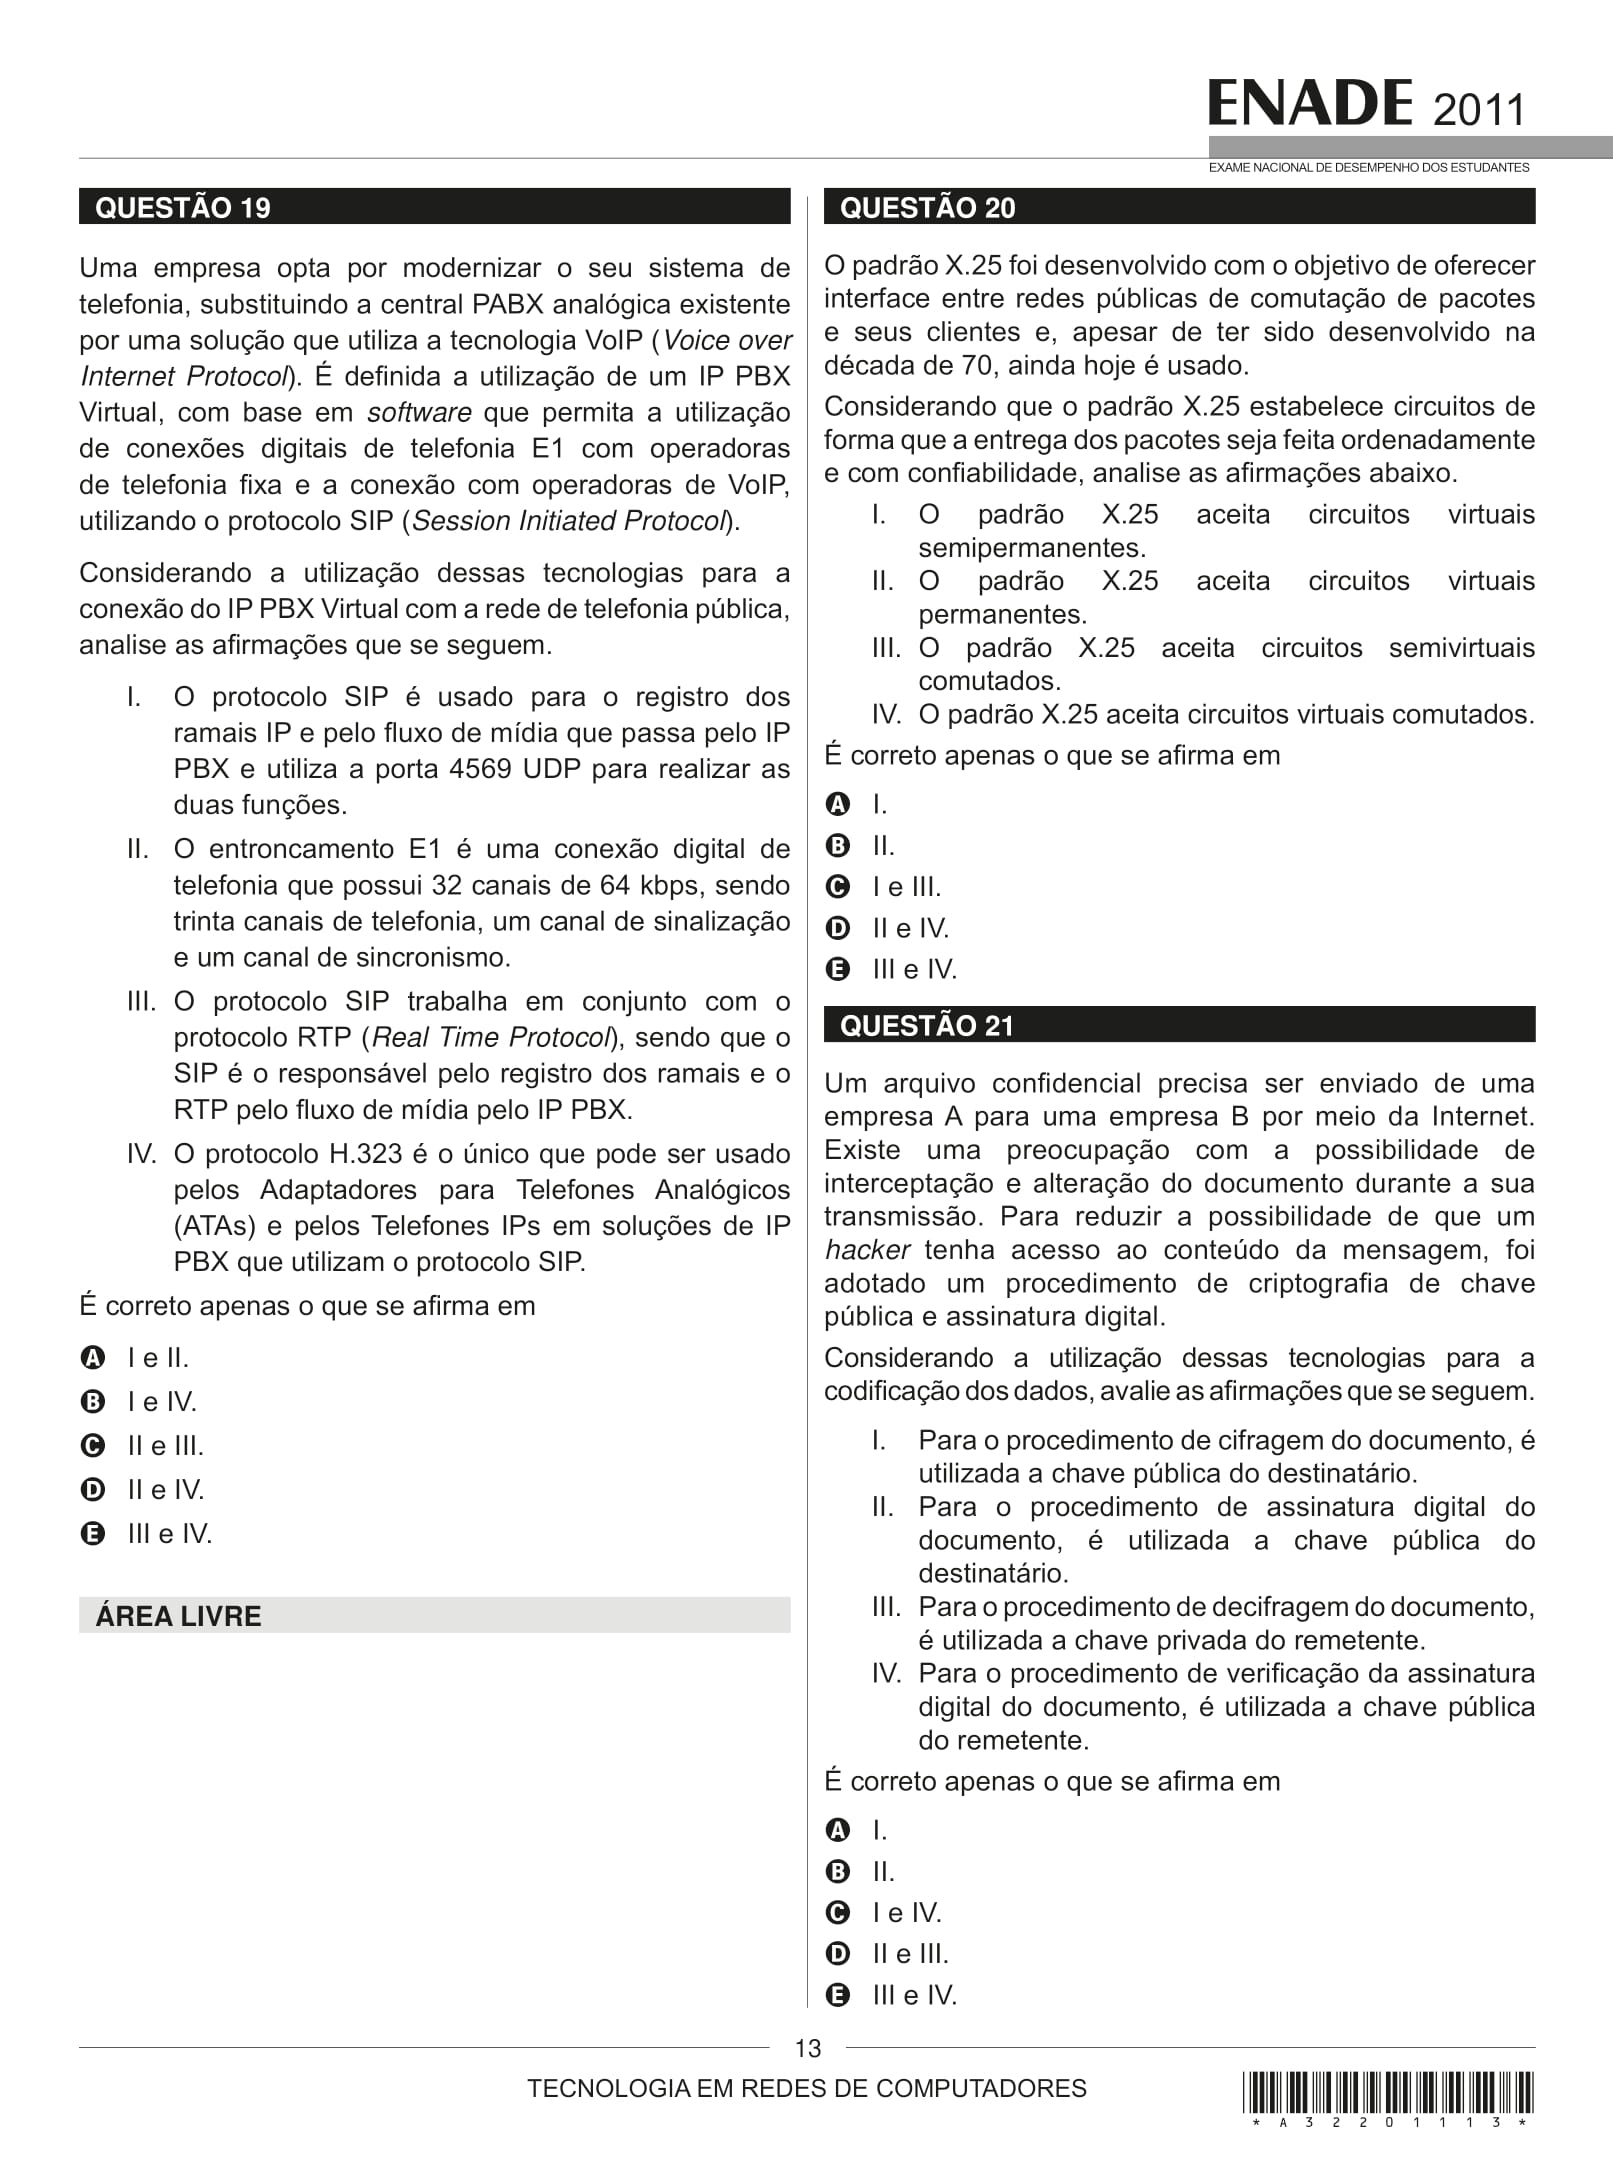 ENADE 2011
EXAME NACIONAL DE DESEMPENHO DOS ESTUDANTES
QUESTÃO 19
Uma empresa opta por modernizar o seu sistema de
telefonia, substituindo a central PABX analógica existente
por uma solução que utiliza a tecnologia VoIP (Voice over
Internet Protocol). É definida a utilização de um IP PBX
Virtual, com base em software que permita a utilização
de conexões digitais de telefonia E1 com operadoras
de telefonia fixa e a conexão com operadoras de VoIP,
utilizando o protocolo SIP (Session Initiated Protocol).
Considerando a utilização dessas tecnologias para a
conexão do IP PBX Virtual com a rede de telefonia pública,
analise as afirmações que se seguem.
I. O protocolo SIP é usado para o registro dos
ramais IP e pelo fluxo de mídia que passa pelo IP
PBX e utiliza a porta 4569 UDP para realizar as
duas funções.
II. O entroncamento E1 é uma conexão digital de
telefonia que possui 32 canais de 64 kbps, sendo
trinta canais de telefonia, um canal de sinalização
e um canal de sincronismo.
III. O protocolo SIP trabalha em conjunto com o
protocolo RTP (Real Time Protocol), sendo que o
SIP é o responsável pelo registro dos ramais e o
RTP pelo fluxo de mídia pelo IP PBX.
IV. O protocolo H.323 é o único que pode ser usado
pelos Adaptadores para Telefones Analógicos
(ATAs) e pelos Telefones IPs em soluções de IP
PBX que utilizam o protocolo SIP.
É correto apenas o que se afirma em
A I e II.
B I e IV.
C II e III.
D II e IV.
E III e IV.
ÁREA LIVRE
QUESTÃO 20
O padrão X.25 foi desenvolvido com o objetivo de oferecer
interface entre redes públicas de comutação de pacotes
e seus clientes e, apesar de ter sido desenvolvido na
década de 70, ainda hoje é usado.
Considerando que o padrão X.25 estabelece circuitos de
forma que a entrega dos pacotes seja feita ordenadamente
e com confiabilidade, analise as afirmações abaixo.
I. O padrão X.25 aceita circuitos virtuais
semipermanentes.
II. O padrão X.25 aceita circuitos virtuais
permanentes.
III. O padrão X.25 aceita circuitos semivirtuais
comutados.
IV. O padrão X.25 aceita circuitos virtuais comutados.
É correto apenas o que se afirma em
A I.
B II.
C I e III.
D II e IV.
E III e IV.
QUESTÃO 21
Um arquivo confidencial precisa ser enviado de uma
empresa A para uma empresa B por meio da Internet.
Existe uma preocupação com a possibilidade de
interceptação e alteração do documento durante a sua
transmissão. Para reduzir a possibilidade de que um
hacker tenha acesso ao conteúdo da mensagem, foi
adotado um procedimento de criptografia de chave
pública e assinatura digital.
Considerando a utilização dessas tecnologias para a
codificação dos dados, avalie as afirmações que se seguem.
I. Para o procedimento de cifragem do documento, é
utilizada a chave pública do destinatário.
II. Para o procedimento de assinatura digital do
documento, é utilizada a chave pública do
destinatário.
III. Para o procedimento de decifragem do documento,
é utilizada a chave privada do remetente.
IV. Para o procedimento de verificação da assinatura
digital do documento, é utilizada a chave pública
do remetente.
É correto apenas o que se afirma em
A I.
B II.
C I e IV.
D II e III.
E III e IV.
13
TECNOLOGIA EM REDES DE COMPUTADORES
* A 3 2 2 0 1 1 1 3 *